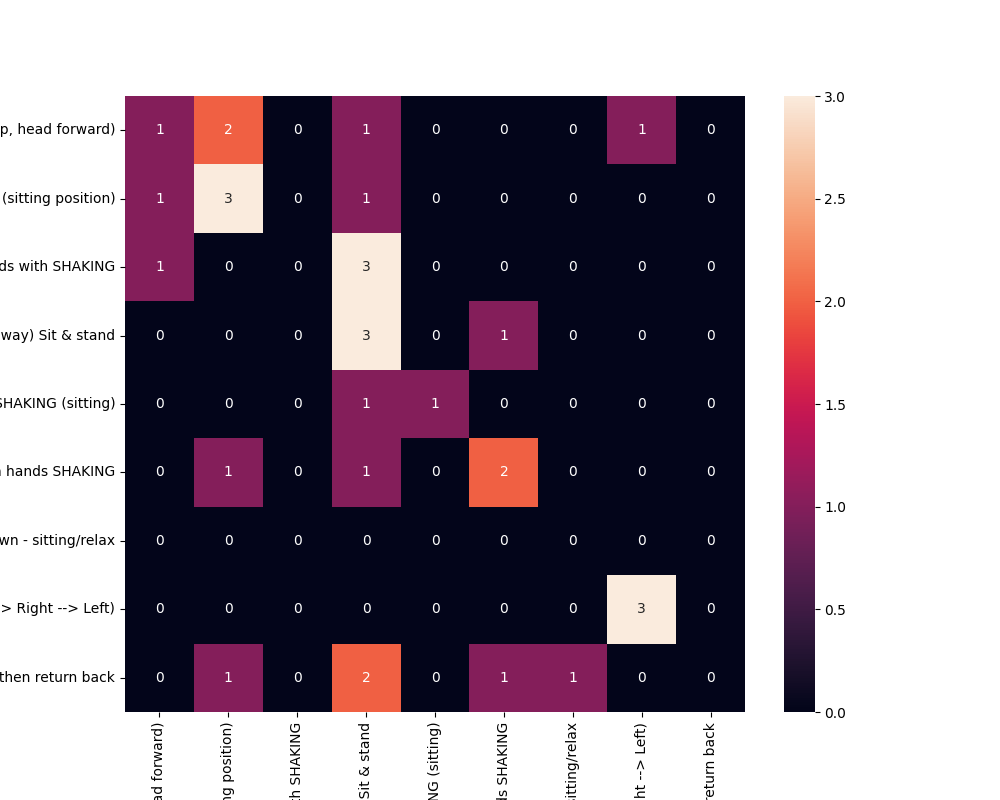 p, head forward) 1 2 0 1 0 0 0 1 0
(sitting position) 1 3 0 1 0 0 0 0 0
ds with SHAKING 1 0 0 3 0 0 0 0 0
way) Sit & stand 0 0 0 3 0 1 0 0 0
SHAKING (sitting) 0 0 0 1 1 0 0 0 0
hands SHAKING 0 1 0 1 0 2 0 0 0
wn - sitting/relax 0 0 0 0 0 0 0 0 0
> Right --> Left) 0 0 0 0 0 0 0 3 0
then return back 0 1 0 2 0 1 1 0 0
ad forward)
ng position)
th SHAKING
Sit & stand
NG (sitting)
ds SHAKING
sitting/relax
ht --> Left)
return back
3.0
2.5
2.0
1.5
1.0
0.5
0.0